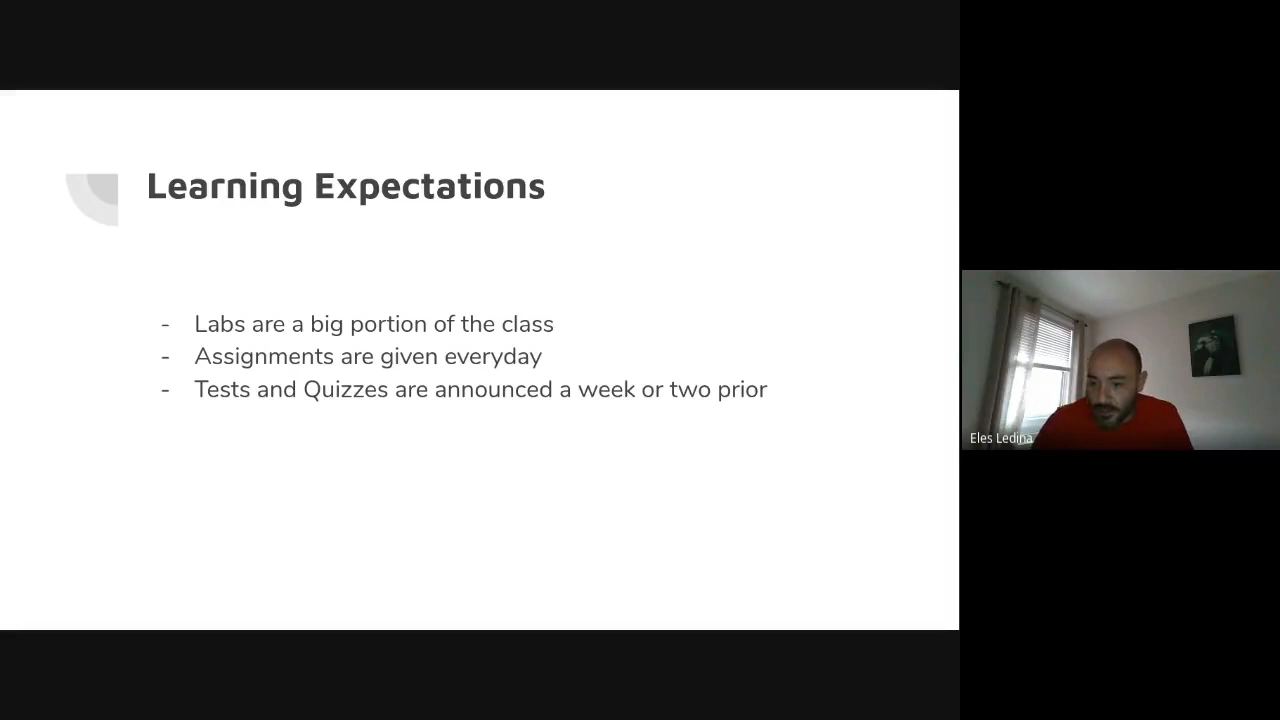 Learning Expectations
- Labs are a big portion of the class
- Assignments are given everyday
- Tests and Quizzes are announced a week or two prior
Eles Ledina